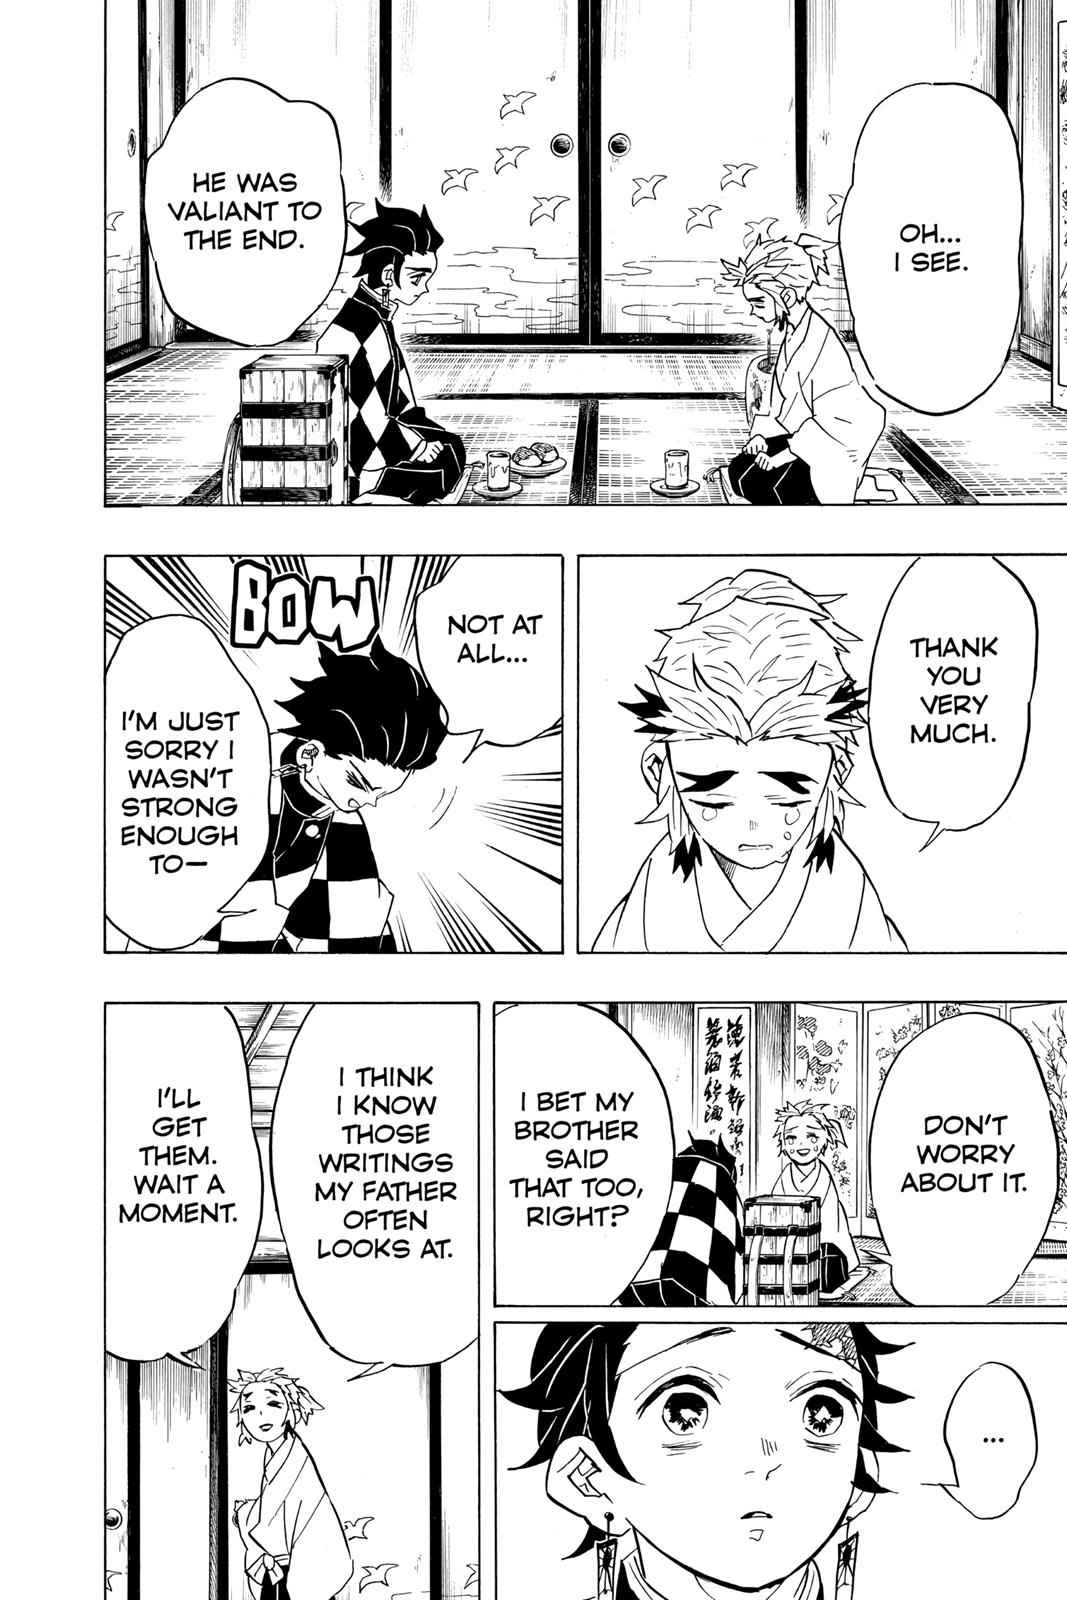 OH...
I SEE.
HE WAS
VALIANT TO
THE END.
THANK
YOU
VERY
MUCH.
NOT AT
ALL...
BOW
I'M JUST
SORRY I
WASN'T
STRONG
ENOUGH
TO—
DON'T
WORRY
ABOUT IT.
I BET MY
BROTHER
SAID
THAT TOO,
RIGHT?
...
I THINK
I KNOW
THOSE
WRITINGS
MY FATHER
OFTEN
LOOKS AT.
I'LL
GET
THEM.
WAIT A
MOMENT.